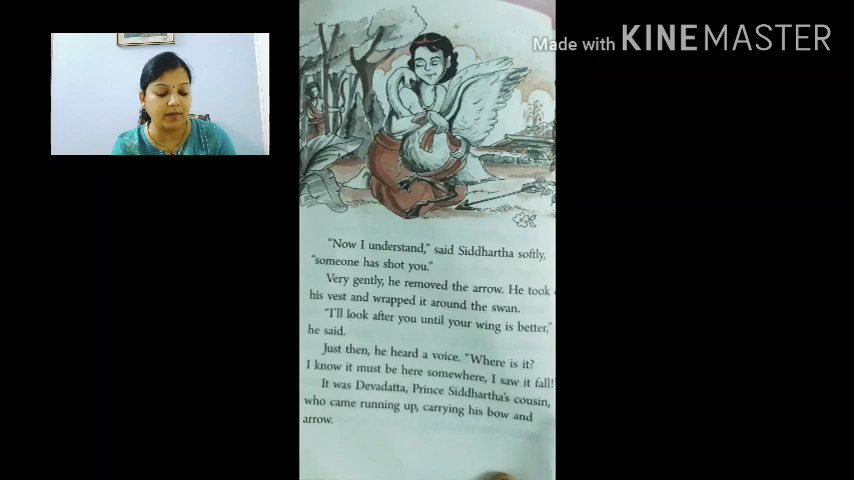 Made with KINEMASTER
"Now I understand," said Siddhartha softly,
"someone has shot you."
Very gently, he removed the arrow. He took
his vest and wrapped it around the swan.
"I'll look after you until your wing is better,"
he said.
Just then, he heard a voice. "Where is it?
I know it must be here somewhere, I saw it fall!
It was Devadatta, Prince Siddhartha's cousin,
who came running up, carrying his bow and
arrow.